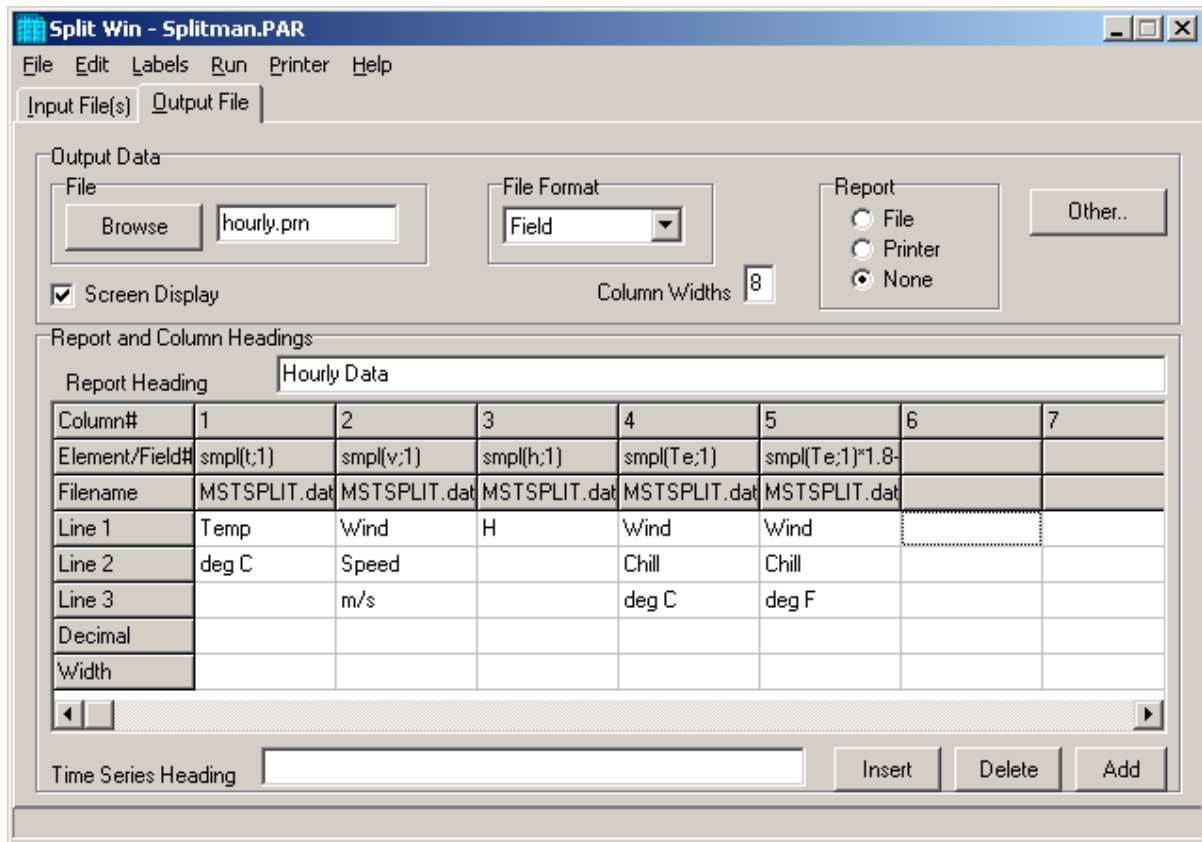 Split Win - Splitman.PAR
File Edit Labels Run Printer Help
Input File(s) Output File
Output Data
File File Format Report
Browse hourly.prn Field File Other..
Printer
Screen Display Column Widths 8 None
Report and Column Headings
Report Heading Hourly Data
Column# 1 2 3 4 5 6 7
Element/Field# smpl(t;1) smpl(v;1) smpl(h;1) smpl(Te;1) smpl(Te;1)*1.8-
Filename MSTSPLIT.dat MSTSPLIT.dat MSTSPLIT.dat MSTSPLIT.dat MSTSPLIT.dat
Line 1 Temp Wind H Wind Wind
Line 2 deg C Speed Chill Chill
Line 3 m/s deg C deg F
Decimal
Width
Time Series Heading Insert Delete Add